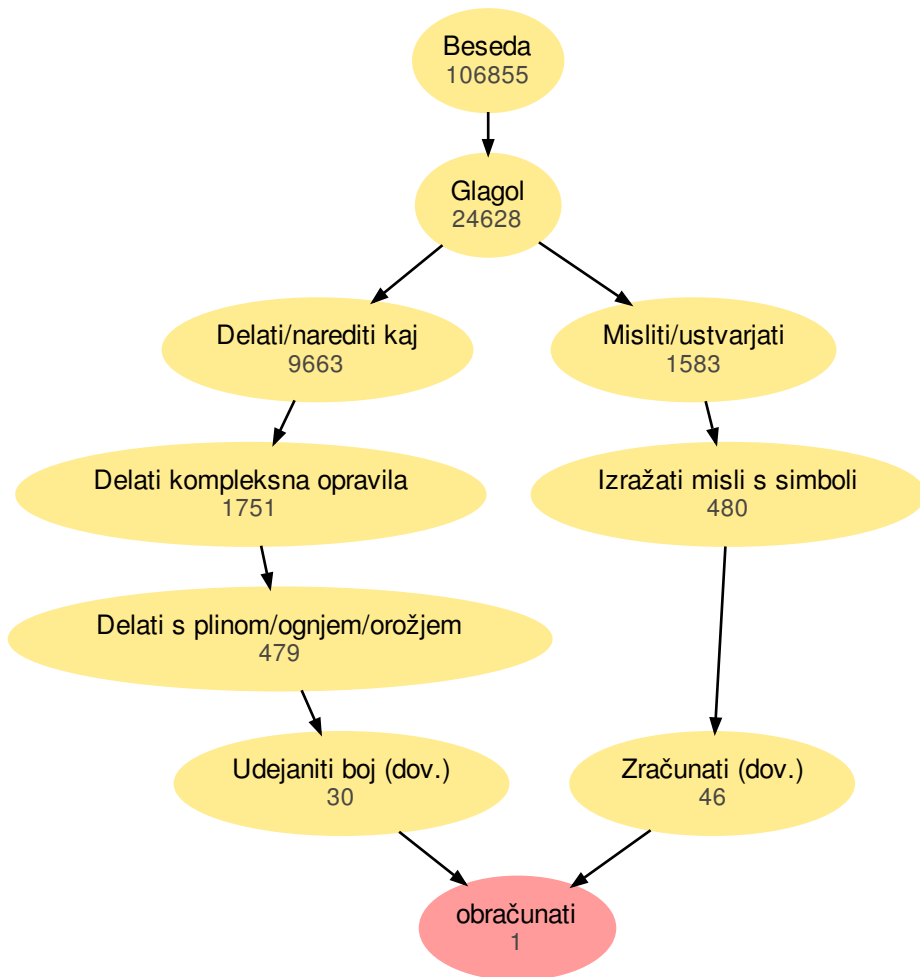 Beseda
106855
Glagol
24628
Delati/narediti kaj
9663
Misliti/ustvarjati
1583
Delati kompleksna opravila
1751
Izražati misli s simboli
480
Delati s plinom/ognjem/orožjem
479
Udejaniti boj (dov.)
30
Zračunati (dov.)
46
obračunati
1